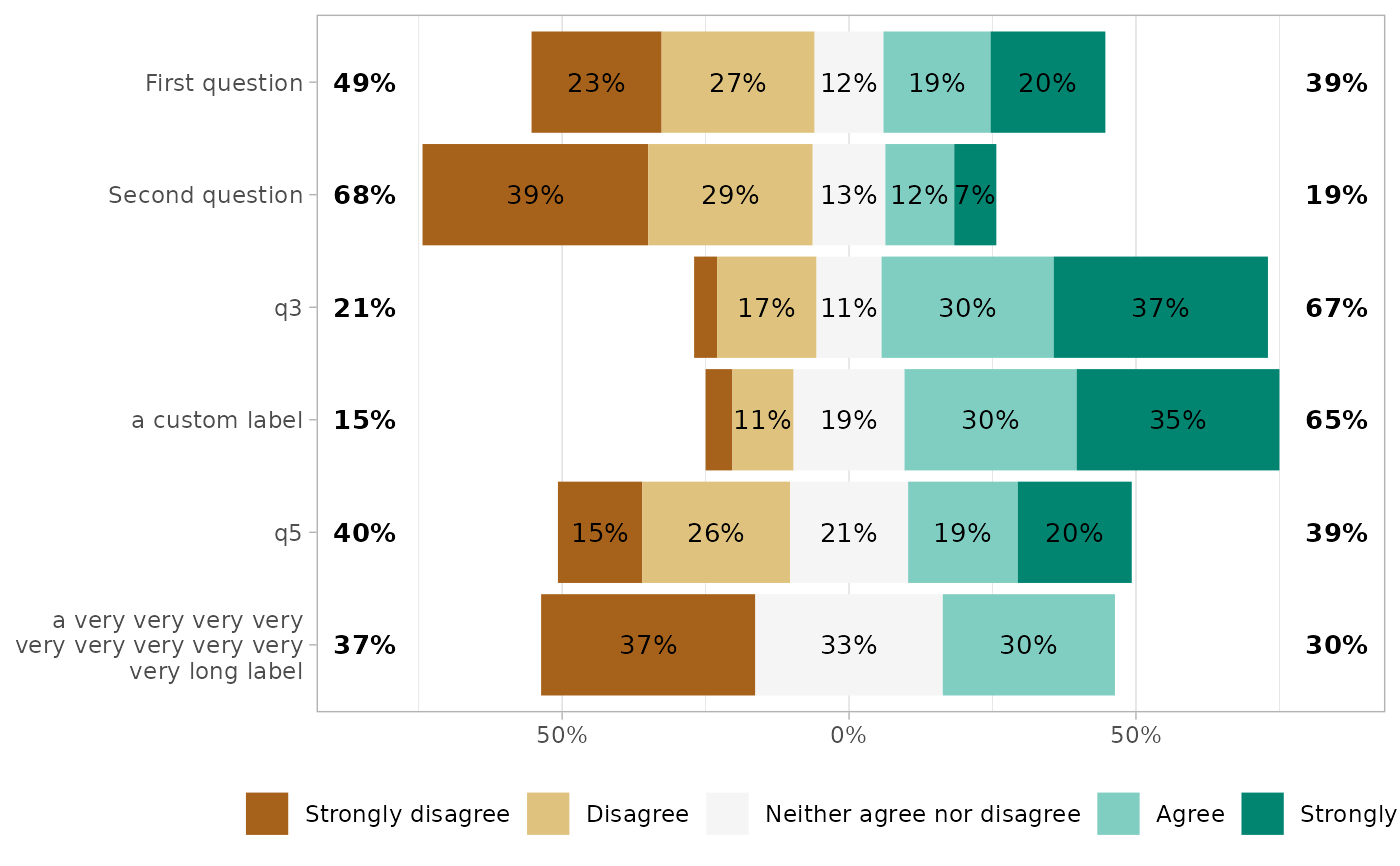 First question 49% 23% 27% 12% 19% 20% 39%
Second question 68% 39% 29% 13% 12% 7% 19%
q3 21% 17% 11% 30% 37% 67%
a custom label 15% 11% 19% 30% 35% 65%
q5 40% 15% 26% 21% 19% 20% 39%
a very very very very
very very very very very
very long label
37% 37% 33% 30% 30%
50% 0% 50%
Strongly disagree Disagree Neither agree nor disagree Agree Strongly